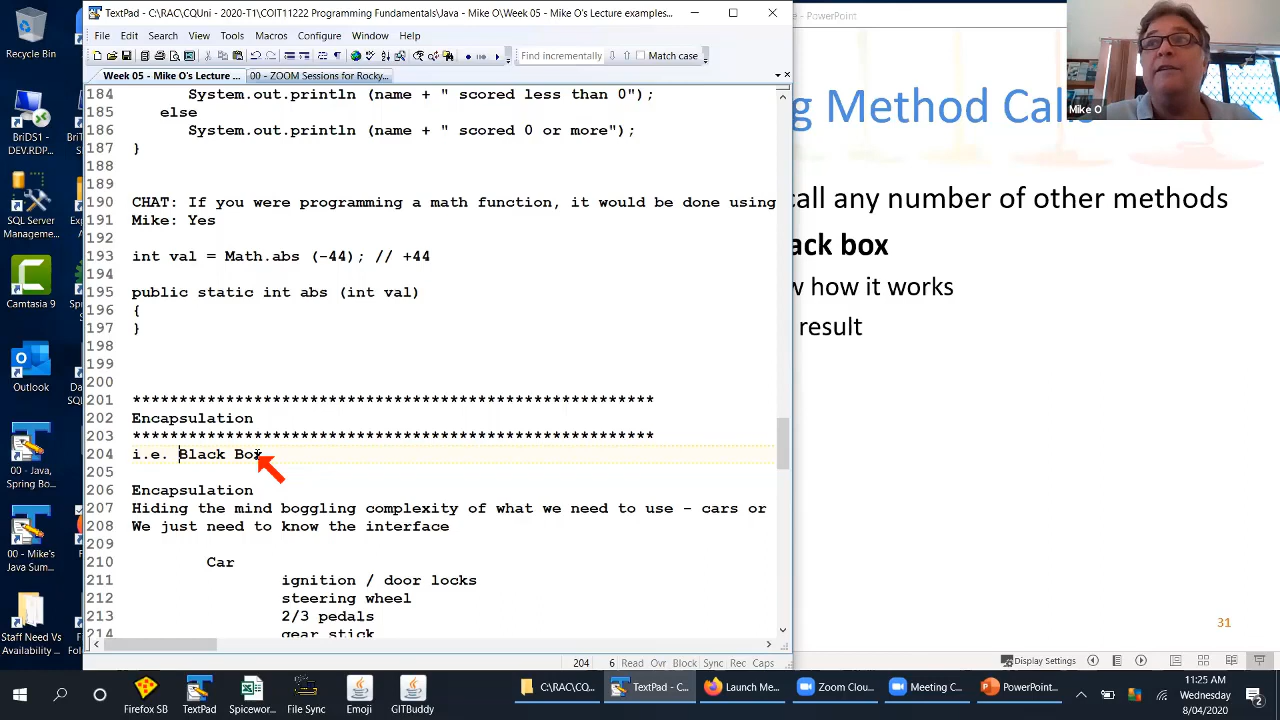 TextPad - C:\RAC\CQUni - 2020-T1\COIT11222 Programming Fundamentals\Java - Mike O\Week 05 - Mike O's Lecture examples...
e - PowerPoint
View Tools Macros Configure Window Help
Find incrementally Match case
Week 05 - Mike O's Lecture ...
00 - ZOOM Sessions for Rocky...
184 System.out.println (name + " scored less than 0");
185 else
186 System.out.println (name + " scored 0 or more");
187 }
188
189
190 CHAT: If you were programming a math function, it would be done using
191 Mike: Yes
192
193 int val = Math.abs (-44); // +44
194
195 public static int abs (int val)
196 {
197 }
198
199
200
201 ********************************************************
202 Encapsulation
203 ********************************************************
204 i.e. Black Box
205
206 Encapsulation
207 Hiding the mind boggling complexity of what we need to use - cars or
208 We just need to know the interface
209
210 Car
211 ignition / door locks
212 steering wheel
213 2/3 pedals
214 gear stick
204 6 Read Ovr Block Sync Rec Caps
g Method Cal
call any number of other methods
ack box
w how it works
result
31
Mike O
Recycle Bin
BriDS1 - DEV.RDP...
SQL Server Manageme...
Camtasia 9
Outlook
00 - Java, Spring Bo...
00 - Mike's Java Sum...
Staff Need Vs Availability ...
Display Settings
Firefox SB
TextPad
Spicewor...
File Sync
Emoji
GITBuddy
C:\RAC\CQ...
TextPad - C...
Launch Me...
Zoom Clou...
Meeting C...
PowerPoint...
11:25 AM
Wednesday
8/04/2020
2